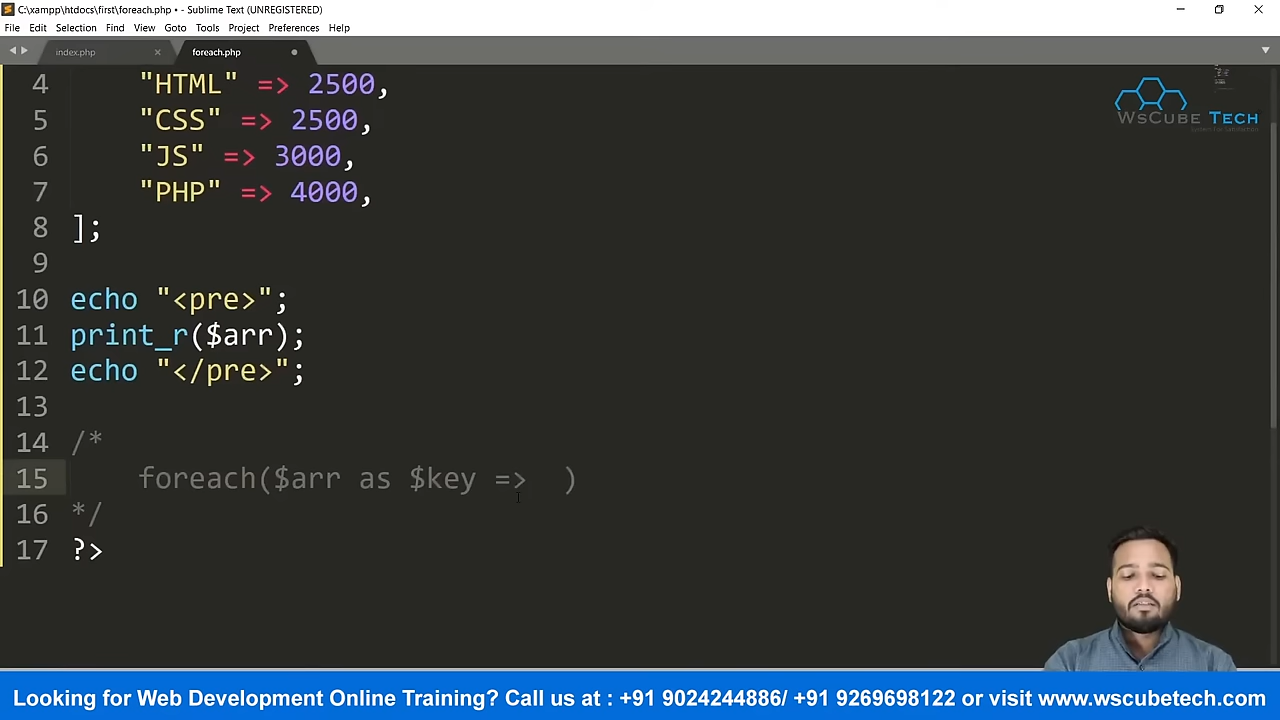 C:\xampp\htdocs\first\foreach.php • - Sublime Text (UNREGISTERED)
File Edit Selection Find View Goto Tools Project Preferences Help
index.php foreach.php
4 "HTML" => 2500,
5 "CSS" => 2500,
6 "JS" => 3000,
7 "PHP" => 4000,
8 ];
9
10 echo "<pre>";
11 print_r($arr);
12 echo "</pre>";
13
14 /*
15 foreach($arr as $key => )
16 */
17 ?>
WsCube Tech
Looking for Web Development Online Training? Call us at : +91 9024244886/ +91 9269698122 or visit www.wscubetech.com